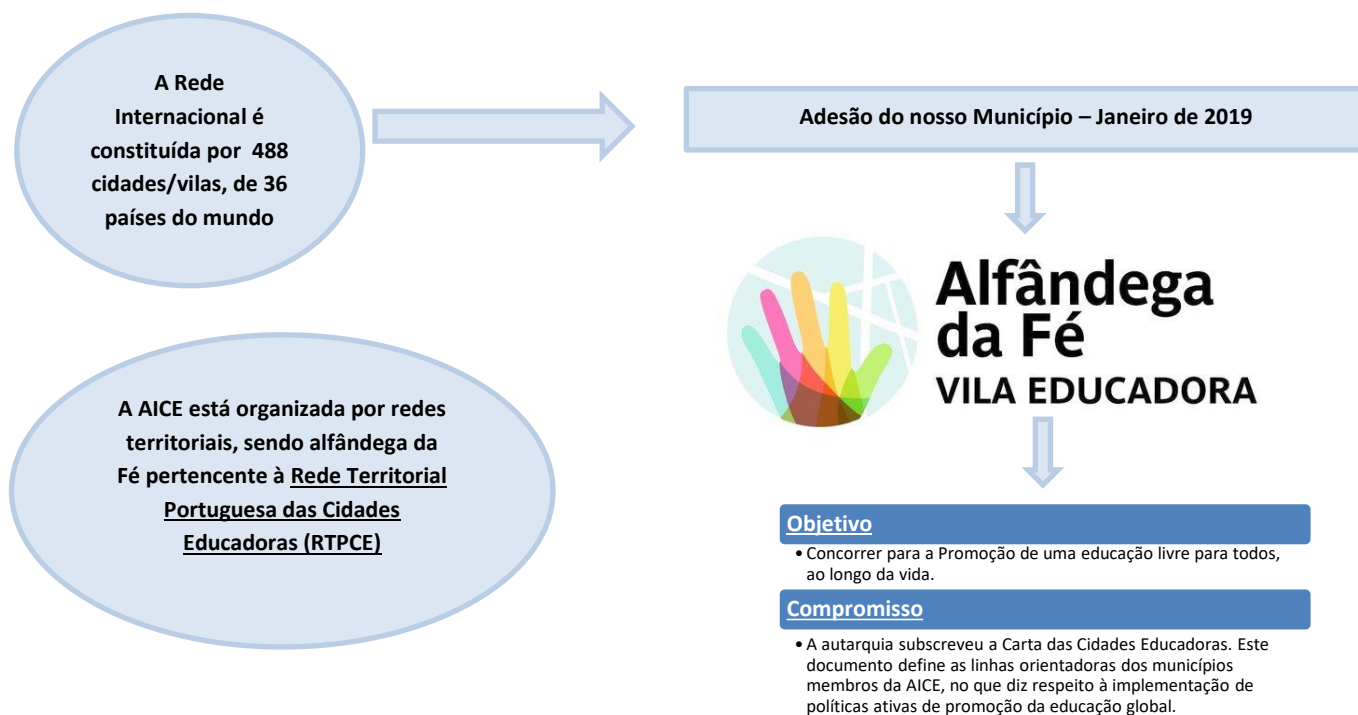 A Rede
Internacional é
constituída por 488
cidades/vilas, de 36
países do mundo
A AICE está organizada por redes
territoriais, sendo alfândega da
Fé pertencente à Rede Territorial
Portuguesa das Cidades
Educadoras (RTPCE)
Adesão do nosso Município – Janeiro de 2019
Alfândega
da Fé
VILA EDUCADORA
Objetivo
• Concorrer para a Promoção de uma educação livre para todos,
ao longo da vida.
Compromisso
• A autarquia subscreveu a Carta das Cidades Educadoras. Este
documento define as linhas orientadoras dos municípios
membros da AICE, no que diz respeito à implementação de
políticas ativas de promoção da educação global.